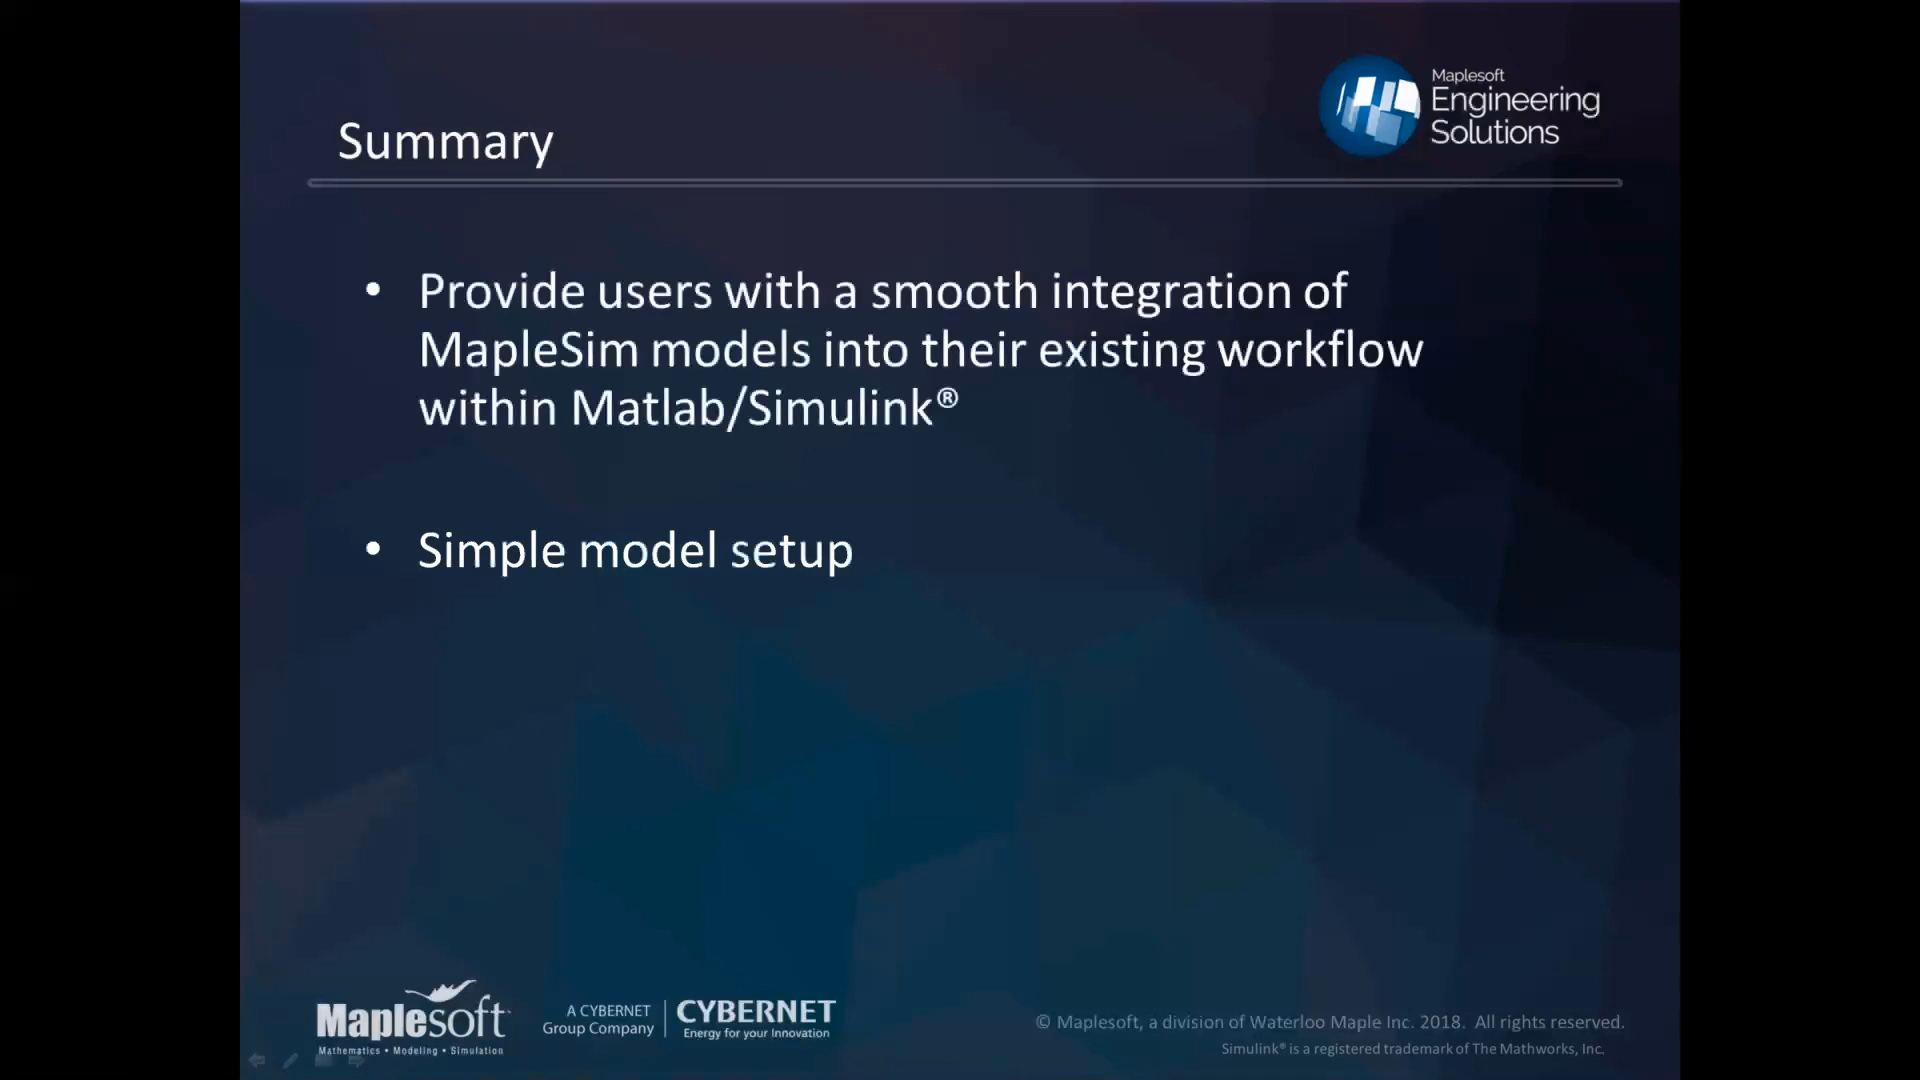 Maplesoft
Engineering
Solutions
Summary
• Provide users with a smooth integration of
MapleSim models into their existing workflow
within Matlab/Simulink®
• Simple model setup
Maplesoft
Mathematics • Modeling • Simulation
A CYBERNET
Group Company
CYBERNET
Energy for your Innovation
© Maplesoft, a division of Waterloo Maple Inc. 2018. All rights reserved.
Simulink® is a registered trademark of The Mathworks, Inc.